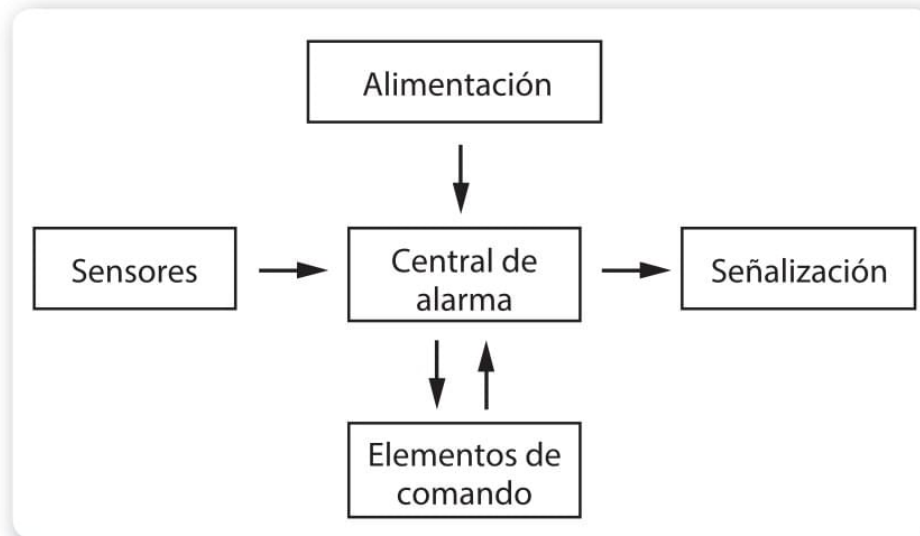 Alimentación
Sensores
Central de
alarma
Señalización
Elementos de
comando